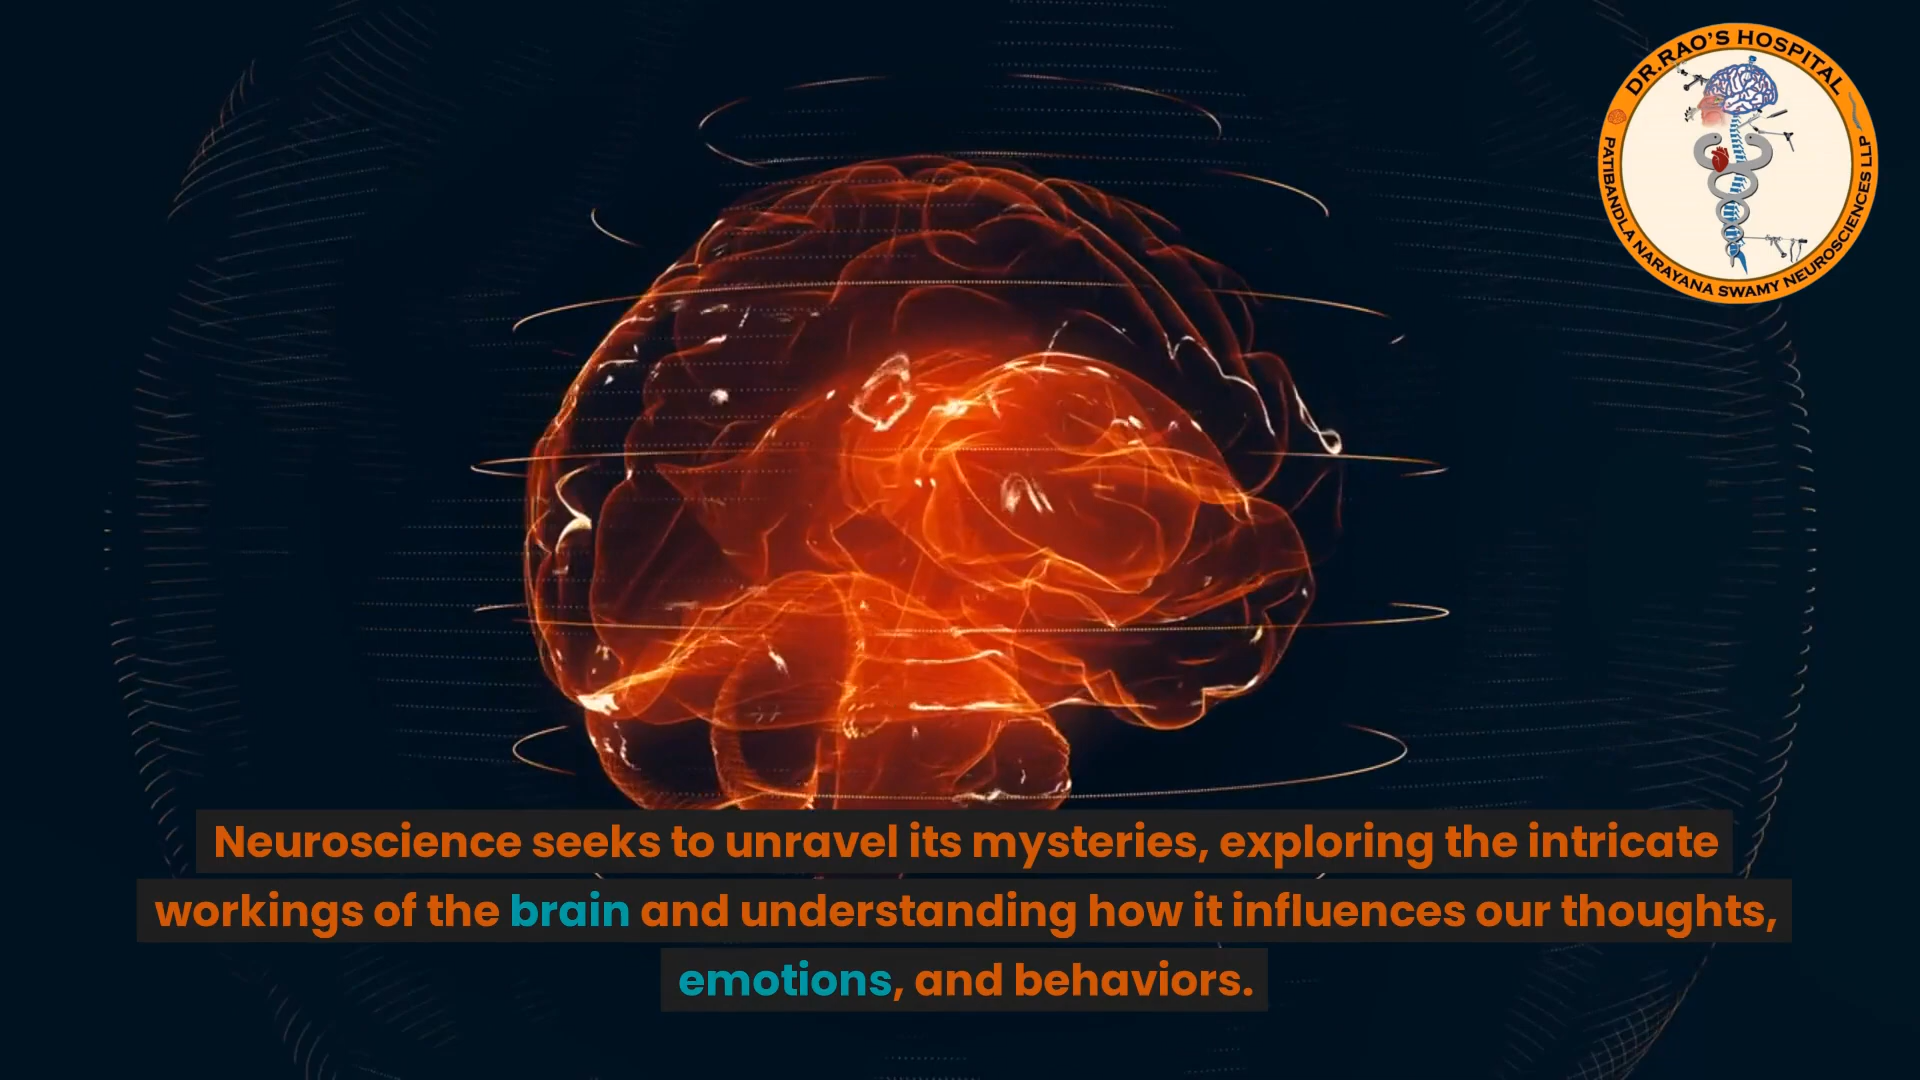 DR.RAO'S HOSPITAL
PATIBANDLA NARAYANA SWAMY NEUROSCIENCES LLP
Neuroscience seeks to unravel its mysteries, exploring the intricate
workings of the brain and understanding how it influences our thoughts,
emotions, and behaviors.